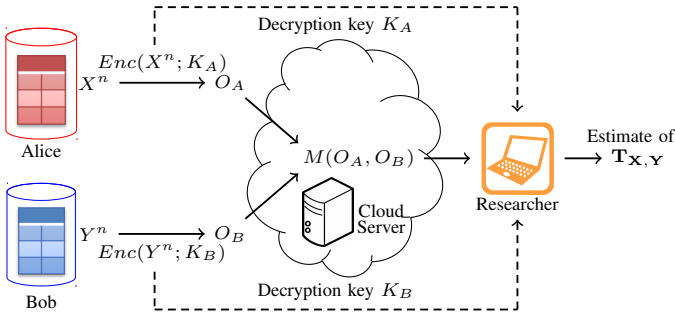 Decryption key K_A
Enc(X^n; K_A)
X^n
O_A
Alice
M(O_A, O_B)
Estimate of
T_{X,Y}
Researcher
Cloud
Server
Y^n
O_B
Enc(Y^n; K_B)
Bob
Decryption key K_B